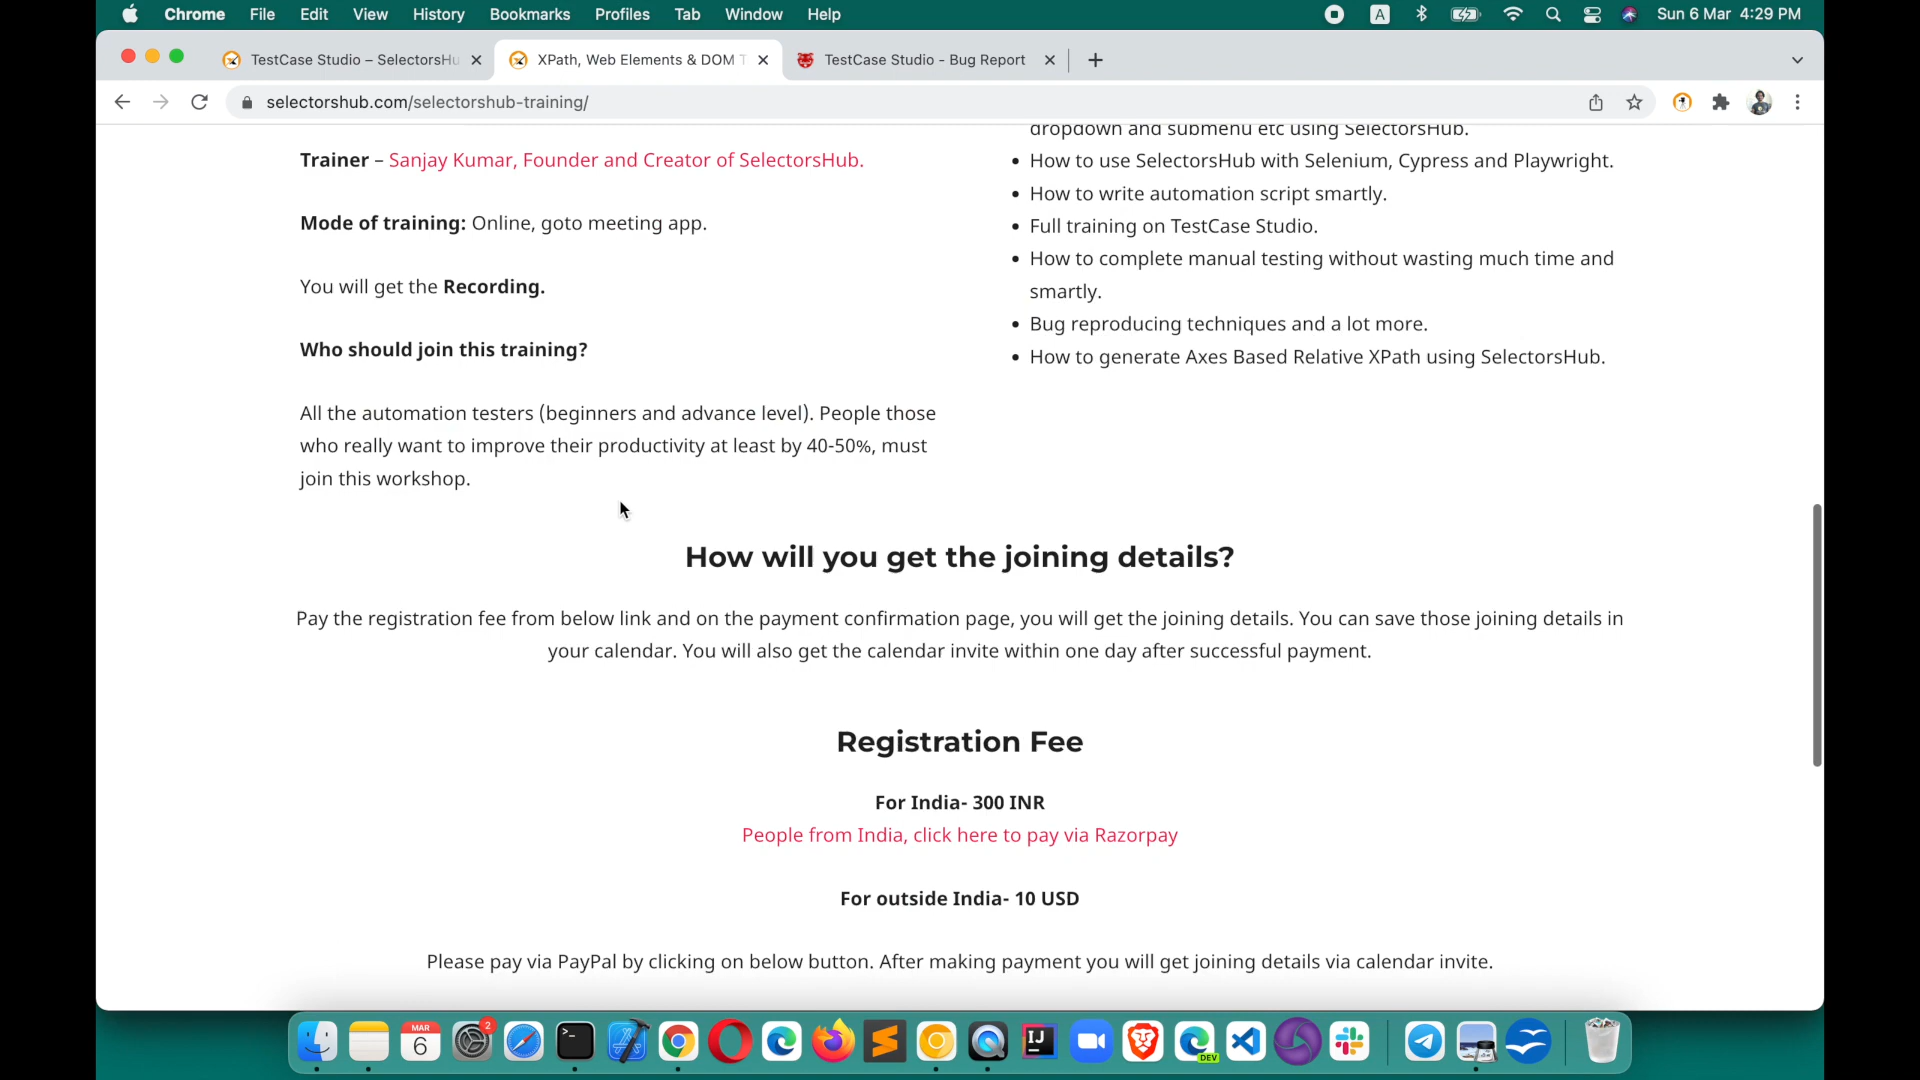 Chrome File Edit View History Bookmarks Profiles Tab Window Help
A
Sun 6 Mar 4:29 PM
TestCase Studio – SelectorsHu
XPath, Web Elements & DOM T
TestCase Studio - Bug Report
selectorshub.com/selectorshub-training/
Trainer – Sanjay Kumar, Founder and Creator of SelectorsHub.
Mode of training: Online, goto meeting app.
You will get the Recording.
Who should join this training?
All the automation testers (beginners and advance level). People those
who really want to improve their productivity at least by 40-50%, must
join this workshop.
dropdown and submenu etc using SelectorsHub.
• How to use SelectorsHub with Selenium, Cypress and Playwright.
• How to write automation script smartly.
• Full training on TestCase Studio.
• How to complete manual testing without wasting much time and
smartly.
• Bug reproducing techniques and a lot more.
• How to generate Axes Based Relative XPath using SelectorsHub.
How will you get the joining details?
Pay the registration fee from below link and on the payment confirmation page, you will get the joining details. You can save those joining details in
your calendar. You will also get the calendar invite within one day after successful payment.
Registration Fee
For India- 300 INR
People from India, click here to pay via Razorpay
For outside India- 10 USD
Please pay via PayPal by clicking on below button. After making payment you will get joining details via calendar invite.
MAR
6
2
IJ
DEV